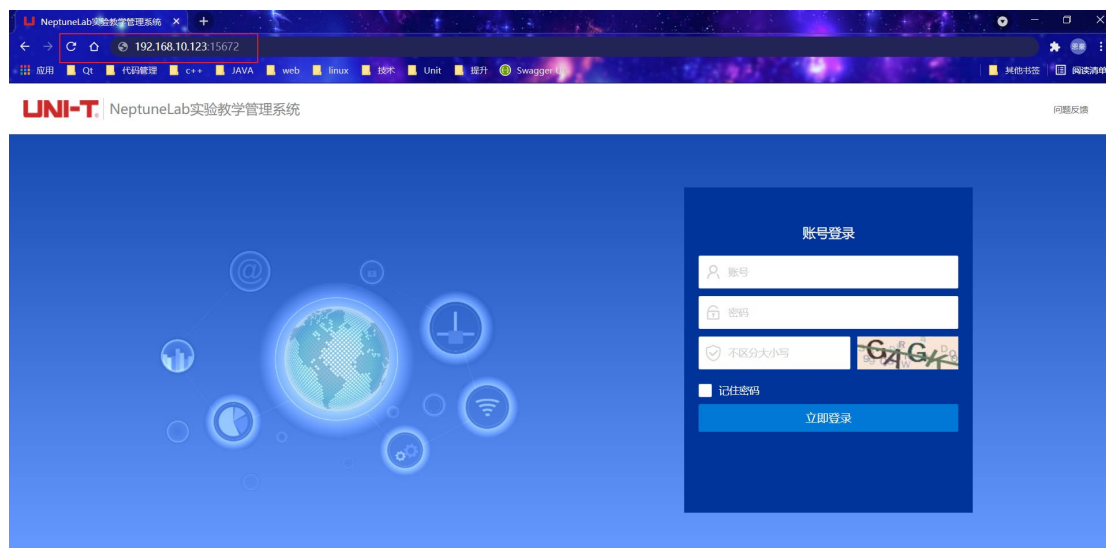 NeptuneLab实验教学管理系统
192.168.10.123:15672
应用 Qt 代码管理 c++ JAVA web linux 技术 Unit 提升 Swagger U 其他书签 阅读清单
UNI-T. NeptuneLab实验教学管理系统 问题反馈
账号登录
账号
密码
不区分大小写 GAGK
记住密码
立即登录